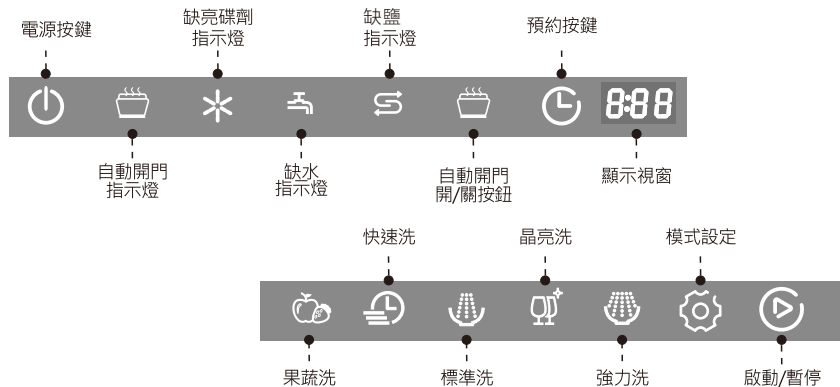 電源按鍵
缺亮碟劑
指示燈
缺鹽
指示燈
預約按鍵
8:88
自動開門
指示燈
缺水
指示燈
自動開門
開/關按鈕
顯示視窗
快速洗
晶亮洗
模式設定
果蔬洗
標準洗
強力洗
啟動/暫停